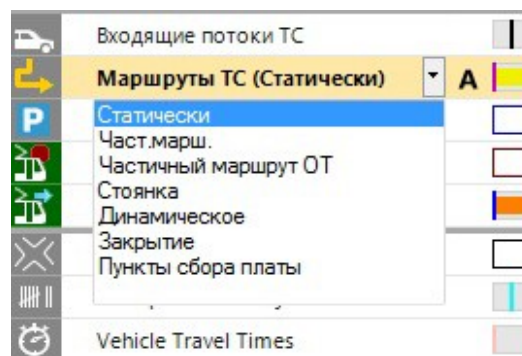 Входящие потоки ТС
Маршруты ТС (Статически)
A
P
Статически
Част.марш.
Частичный маршрут ОТ
Стоянка
Динамическое
Закрытие
Пункты сбора платы
Vehicle Travel Times